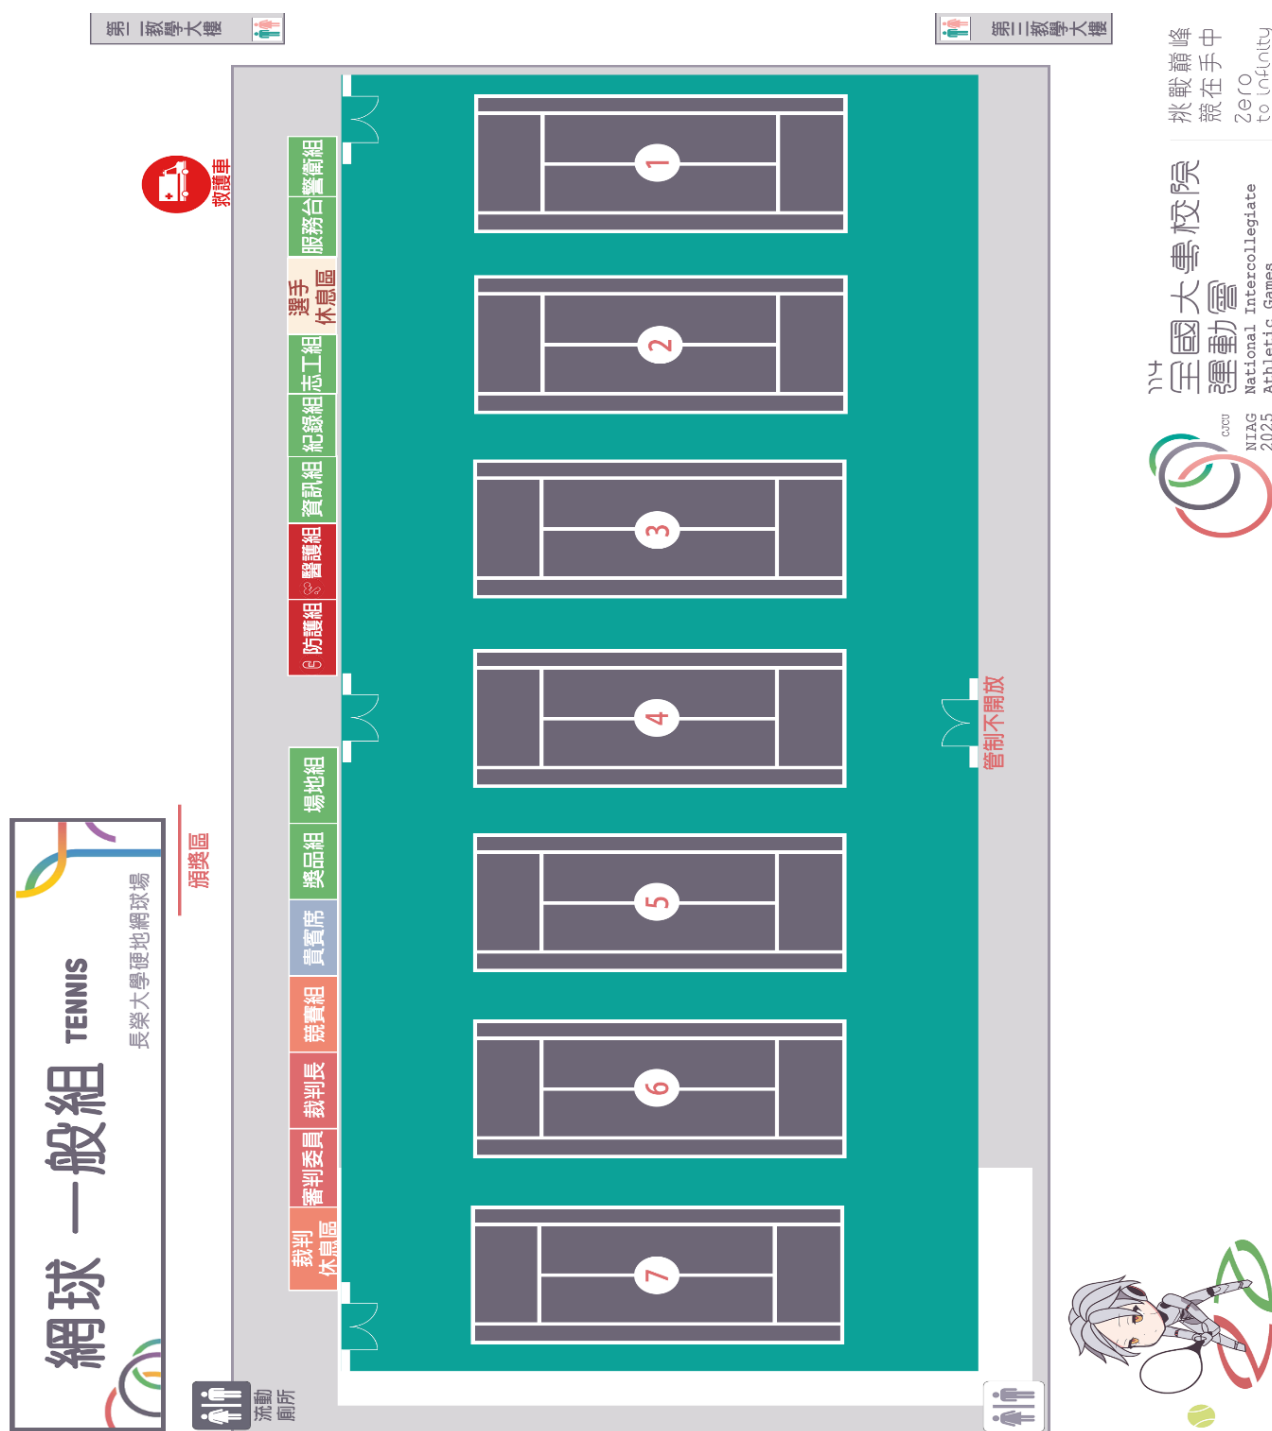 網球 一般組 TENNIS
長榮大學硬地網球場
頒獎區
流動
廁所
裁判
休息區
審判委員
裁判長
競賽組
貴賓席
獎品組
場地組
防護組
醫護組
資訊組
紀錄組
志工組
選手
休息區
服務台
警衛組
救護車
第二教學大樓
第三教學大樓
7
6
5
4
3
2
1
管制不開放
CJCU
NIAG
2025
114
全國大專校院
運動會
National Intercollegiate
Athletic Games
挑戰巔峰
競在手中
Zero
to Infinity